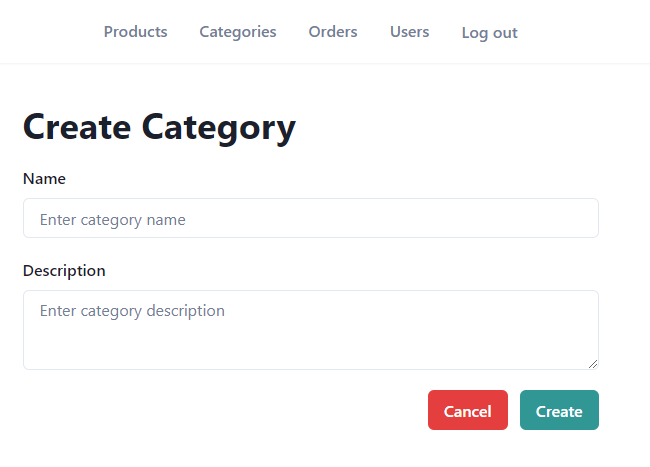 Products Categories Orders Users Log out
Create Category
Name
Enter category name
Description
Enter category description
Cancel Create